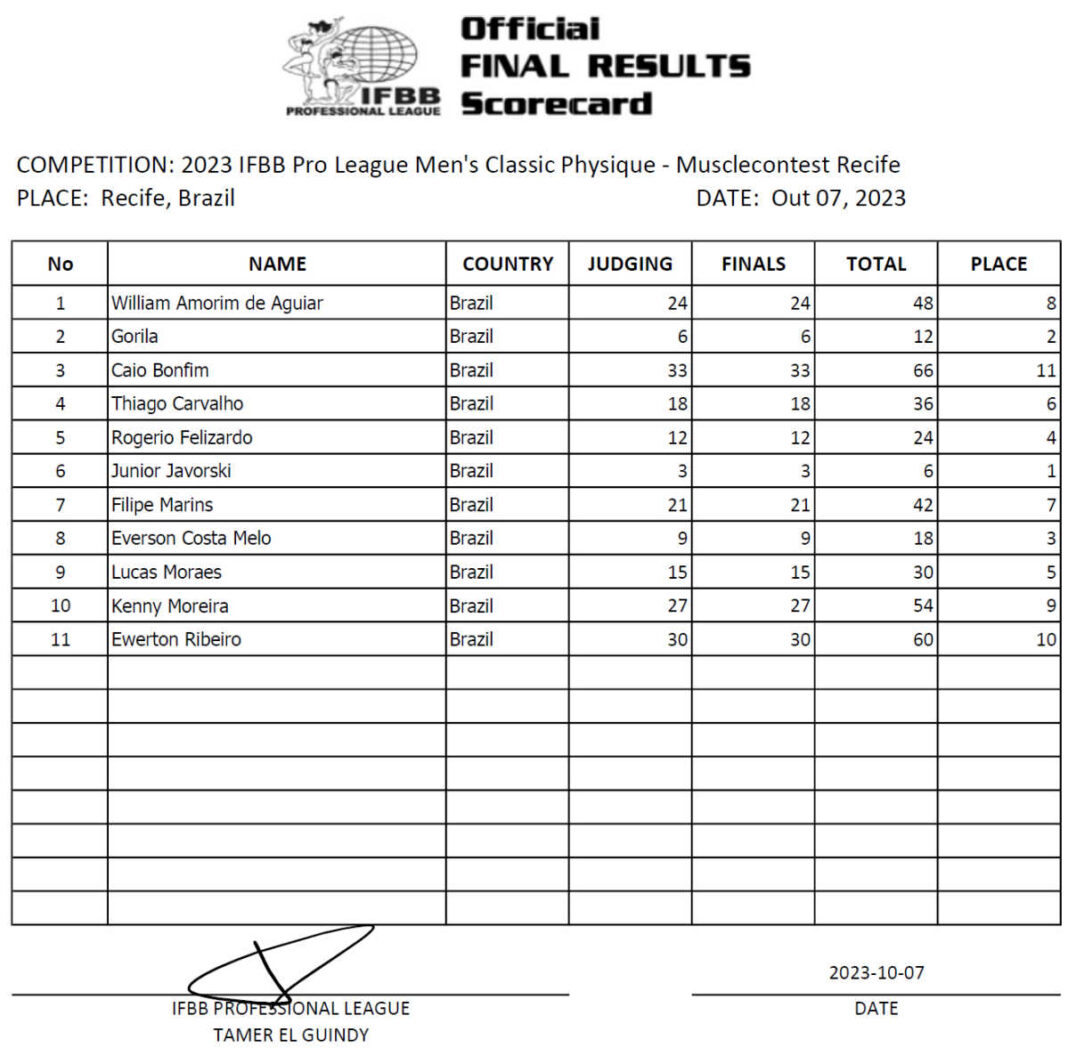 Official
FINAL RESULTS
Scorecard
IFBB
PROFESSIONAL LEAGUE
COMPETITION: 2023 IFBB Pro League Men's Classic Physique - Musclecontest Recife
PLACE: Recife, Brazil DATE: Out 07, 2023
No NAME COUNTRY JUDGING FINALS TOTAL PLACE
1 William Amorim de Aguiar Brazil 24 24 48 8
2 Gorila Brazil 6 6 12 2
3 Caio Bonfim Brazil 33 33 66 11
4 Thiago Carvalho Brazil 18 18 36 6
5 Rogerio Felizardo Brazil 12 12 24 4
6 Junior Javorski Brazil 3 3 6 1
7 Filipe Marins Brazil 21 21 42 7
8 Everson Costa Melo Brazil 9 9 18 3
9 Lucas Moraes Brazil 15 15 30 5
10 Kenny Moreira Brazil 27 27 54 9
11 Ewerton Ribeiro Brazil 30 30 60 10
2023-10-07
IFBB PROFESSIONAL LEAGUE DATE
TAMER EL GUINDY